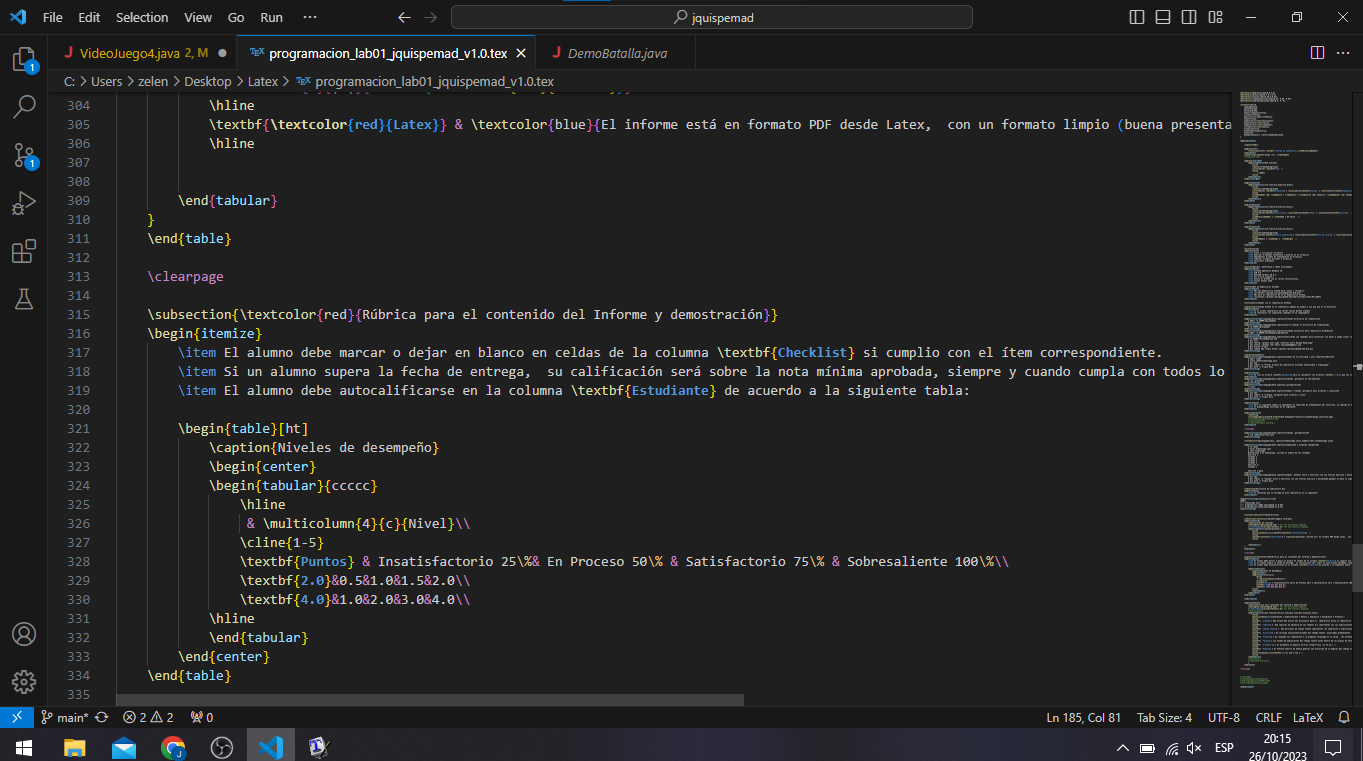 File Edit Selection View Go Run ··· jquispemad
VideoJuego4.java 2, M programacion_lab01_jquispemad_v1.0.tex DemoBatalla.java
C: > Users > zelen > Desktop > Latex > programacion_lab01_jquispemad_v1.0.tex
304 \hline
305 \textbf{\textcolor{red}{Latex}} & \textcolor{blue}{El informe está en formato PDF desde Latex,  con un formato limpio (buena presenta
306 \hline
307
308
309 \end{tabular}
310 }
311 \end{table}
312
313 \clearpage
314
315 \subsection{\textcolor{red}{Rúbrica para el contenido del Informe y demostración}}
316 \begin{itemize}
317 \item El alumno debe marcar o dejar en blanco en celdas de la columna \textbf{Checklist} si cumplio con el ítem correspondiente.
318 \item Si un alumno supera la fecha de entrega,  su calificación será sobre la nota mínima aprobada, siempre y cuando cumpla con todos lo
319 \item El alumno debe autocalificarse en la columna \textbf{Estudiante} de acuerdo a la siguiente tabla:
320
321 \begin{table}[ht]
322 \caption{Niveles de desempeño}
323 \begin{center}
324 \begin{tabular}{ccccc}
325 \hline
326 & \multicolumn{4}{c}{Nivel}\\
327 \cline{1-5}
328 \textbf{Puntos} & Insatisfactorio 25\%& En Proceso 50\% & Satisfactorio 75\% & Sobresaliente 100\%\\
329 \textbf{2.0}&0.5&1.0&1.5&2.0\\
330 \textbf{4.0}&1.0&2.0&3.0&4.0\\
331 \hline
332 \end{tabular}
333 \end{center}
334 \end{table}
335
1
1
main* 2 2 0 Ln 185, Col 81 Tab Size: 4 UTF-8 CRLF LaTeX
ESP 20:15
26/10/2023